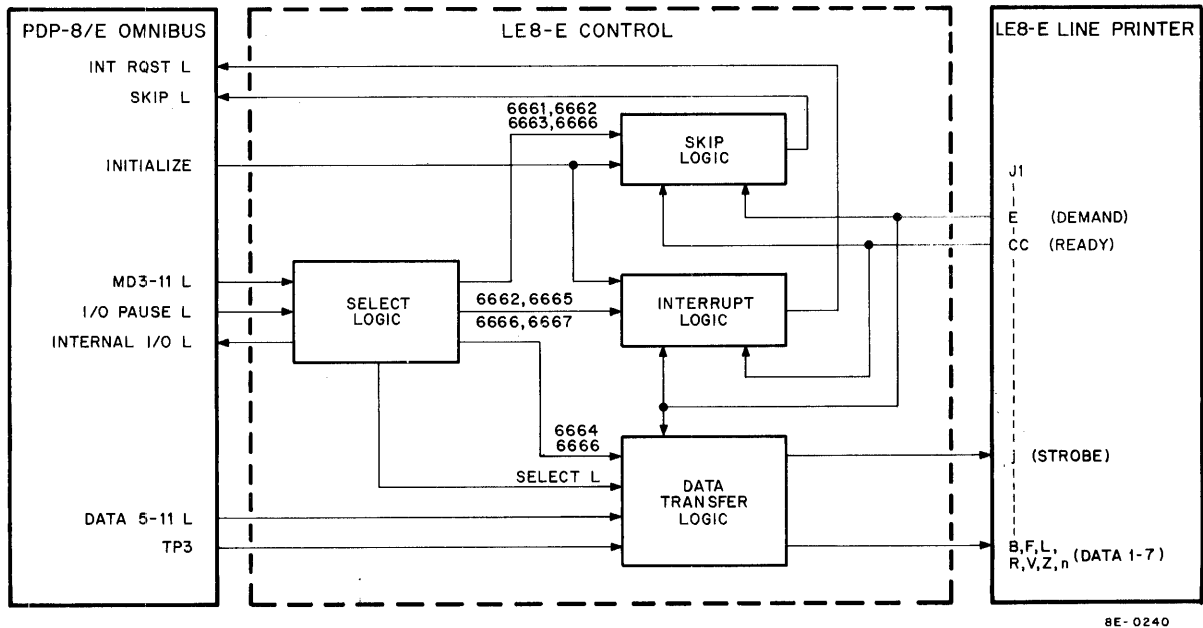 PDP-8/E OMNIBUS
INT RQST L
SKIP L
INITIALIZE
MD3-11 L
I/O PAUSE L
INTERNAL I/O L
DATA 5-11 L
TP3
LE8-E CONTROL
6661,6662
6663,6666
SKIP
LOGIC
SELECT
LOGIC
6662,6665
6666,6667
INTERRUPT
LOGIC
6664
6666
SELECT L
DATA
TRANSFER
LOGIC
LE8-E LINE PRINTER
J1
E (DEMAND)
CC (READY)
j (STROBE)
B,F,L,
R,V,Z,n (DATA 1-7)
8E-0240